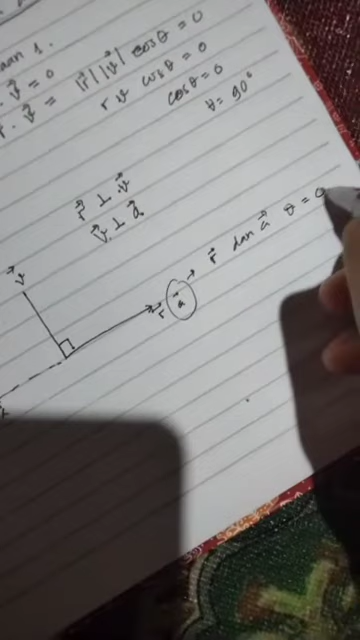 aan 1.
. v⃗ = 0
r⃗ . v⃗ = |r⃗| |v⃗| cos θ = 0
r v cos θ = 0
cos θ = 0
θ = 90°
r⃗ ⊥ v⃗
v⃗ ⊥ a⃗
r⃗ dan a⃗ θ = 0
v⃗
r⃗ a⃗